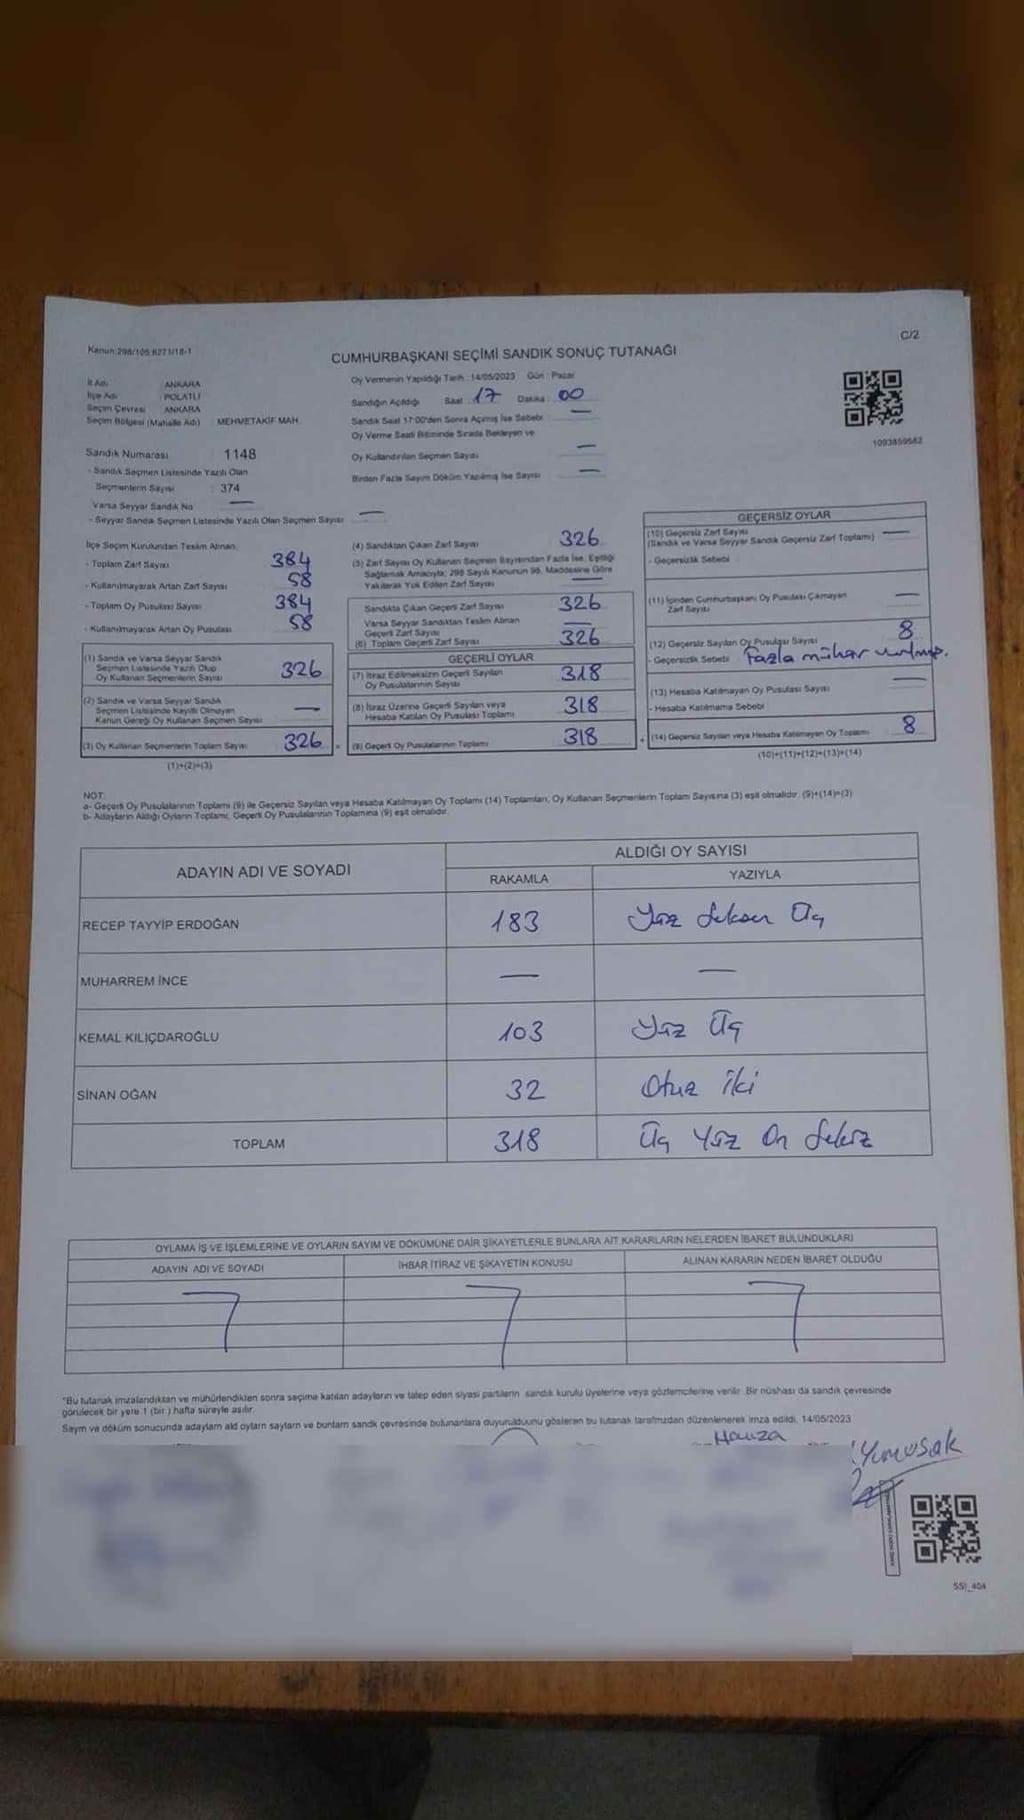 C/2
Kanun:298/105;6271/18-1
CUMHURBAŞKANI SEÇİMİ SANDIK SONUÇ TUTANAĞI
İl Adı ANKARA
İlçe Adı POLATLI
Seçim Çevresi ANKARA
Seçim Bölgesi (Mahalle Adı) : MEHMETAKİF MAH.
Sandık Numarası 1148
- Sandık Seçmen Listesinde Yazılı Olan
Seçmenlerin Sayısı : 374
Varsa Seyyar Sandık No —
- Seyyar Sandık Seçmen Listesinde Yazılı Olan Seçmen Sayısı —
Oy Vermenin Yapıldığı Tarih : 14/05/2023 Gün : Pazar
Sandığın Açıldığı Saat : 17 Dakika : 00
Sandık Saat 17:00'den Sonra Açılmış İse Sebebi —
Oy Verme Saati Bitiminde Sırada Bekleyen ve
Oy Kullandırılan Seçmen Sayısı —
Birden Fazla Sayım Döküm Yapılmış İse Sayısı —
1093859582
İlçe Seçim Kurulundan Teslim Alınan;
- Toplam Zarf Sayısı 384
- Kullanılmayarak Artan Zarf Sayısı 58
- Toplam Oy Pusulası Sayısı 384
- Kullanılmayarak Artan Oy Pusulası 58
(1) Sandık ve Varsa Seyyar Sandık
Seçmen Listesinde Yazılı Olup
Oy Kullanan Seçmenlerin Sayısı 326
(2) Sandık ve Varsa Seyyar Sandık
Seçmen Listesinde Kayıtlı Olmayan
Kanun Gereği Oy Kullanan Seçmen Sayısı —
(3) Oy Kullanan Seçmenlerin Toplam Sayısı 326
(1)+(2)=(3)
(4) Sandıktan Çıkan Zarf Sayısı 326
(5) Zarf Sayısı Oy Kullanan Seçmen Sayısından Fazla İse, Eşitliği
Sağlamak Amacıyla; 298 Sayılı Kanunun 98. Maddesine Göre
Yakılarak Yok Edilen Zarf Sayısı —
Sandıkta Çıkan Geçerli Zarf Sayısı 326
Varsa Seyyar Sandıktan Teslim Alınan
Geçerli Zarf Sayısı —
(6) Toplam Geçerli Zarf Sayısı 326
GEÇERLİ OYLAR
(7) İtiraz Edilmeksizin Geçerli Sayılan
Oy Pusulalarının Sayısı 318
(8) İtiraz Üzerine Geçerli Sayılan veya
Hesaba Katılan Oy Pusulası Toplamı 318
(9) Geçerli Oy Pusulalarının Toplamı 318
GEÇERSİZ OYLAR
(10) Geçersiz Zarf Sayısı
(Sandık ve Varsa Seyyar Sandık Geçersiz Zarf Toplamı) —
- Geçersizlik Sebebi
(11) İçinden Cumhurbaşkanı Oy Pusulası Çıkmayan
Zarf Sayısı —
(12) Geçersiz Sayılan Oy Pusulası Sayısı 8
- Geçersizlik Sebebi Fazla mühür vurulmuş.
(13) Hesaba Katılmayan Oy Pusulası Sayısı —
- Hesaba Katılmama Sebebi
(14) Geçersiz Sayılan veya Hesaba Katılmayan Oy Toplamı 8
(10)+(11)+(12)+(13)=(14)
NOT:
a- Geçerli Oy Pusulalarının Toplamı (9) ile Geçersiz Sayılan veya Hesaba Katılmayan Oy Toplamı (14) Toplamları, Oy Kullanan Seçmenlerin Toplam Sayısına (3) eşit olmalıdır. (9)+(14)=(3)
b- Adayların Aldığı Oyların Toplamı, Geçerli Oy Pusulalarının Toplamına (9) eşit olmalıdır.
ADAYIN ADI VE SOYADI ALDIĞI OY SAYISI
RAKAMLA YAZIYLA
RECEP TAYYİP ERDOĞAN 183 Yüz Seksen Üç
MUHARREM İNCE — —
KEMAL KILIÇDAROĞLU 103 Yüz Üç
SİNAN OĞAN 32 Otuz iki
TOPLAM 318 Üç Yüz On Sekiz
OYLAMA İŞ VE İŞLEMLERİNE VE OYLARIN SAYIM VE DÖKÜMÜNE DAİR ŞİKAYETLERLE BUNLARA AİT KARARLARIN NELERDEN İBARET BULUNDUKLARI
ADAYIN ADI VE SOYADI İHBAR İTİRAZ VE ŞİKAYETİN KONUSU ALINAN KARARIN NEDEN İBARET OLDUĞU
*Bu tutanak imzalandıktan ve mühürlendikten sonra seçime katılan adayların ve talep eden siyasi partilerin sandık kurulu üyelerine veya gözlemcilerine verilir. Bir nüshası da sandık çevresinde
görülecek bir yere 1 (bir ) hafta süreyle asılır.
Saym ve döküm sonucunda adaylarn ald oylarn saylarn ve bunlarn sandk çevresinde bulunanlara duyurulduunu gösteren bu tutanak tarafmzdan düzenlenerek imza edildi. 14/05/2023
Hamza
Yumuşak
SSI_404